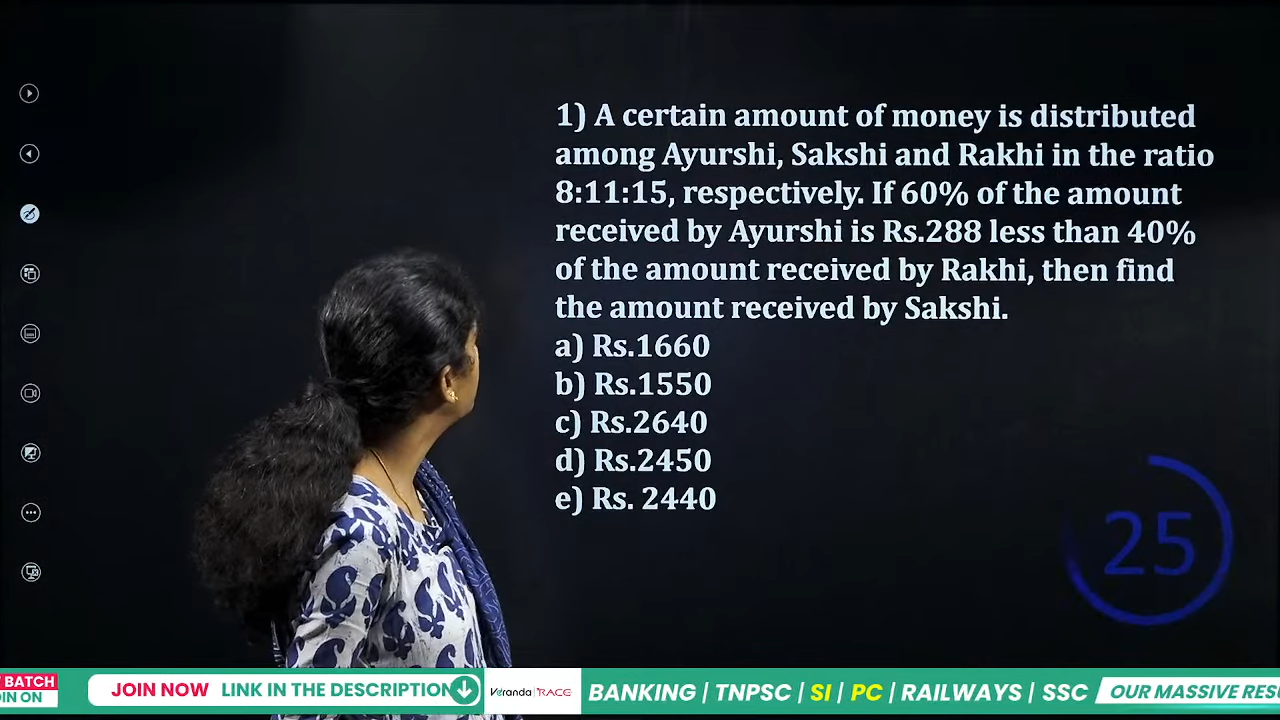 1) A certain amount of money is distributed
among Ayurshi, Sakshi and Rakhi in the ratio
8:11:15, respectively. If 60% of the amount
received by Ayurshi is Rs.288 less than 40%
of the amount received by Rakhi, then find
the amount received by Sakshi.
a) Rs.1660
b) Rs.1550
c) Rs.2640
d) Rs.2450
e) Rs. 2440
25
BATCH
JOIN NOW LINK IN THE DESCRIPTION
Veranda RACE
BANKING | TNPSC | SI | PC | RAILWAYS | SSC
OUR MASSIVE